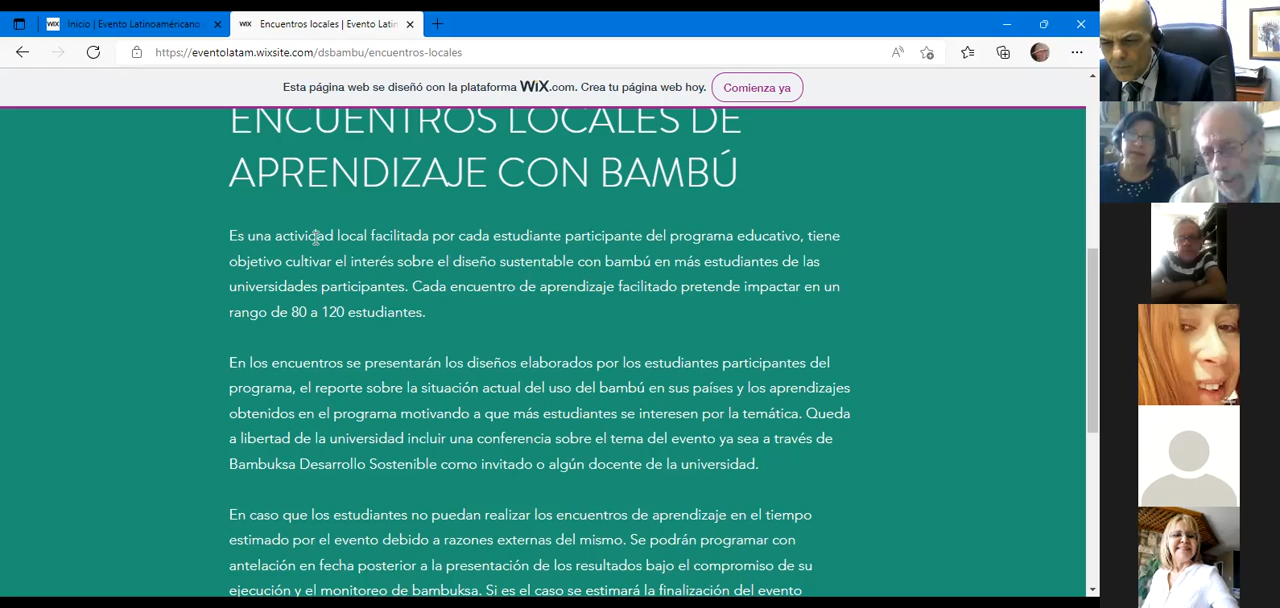 Inicio | Evento Latinoaméricano
Encuentros locales | Evento Latin
https://eventolatam.wixsite.com/dsbambu/encuentros-locales
Esta página web se diseñó con la plataforma WiX.com. Crea tu página web hoy. Comienza ya
ENCUENTROS LOCALES DE
APRENDIZAJE CON BAMBÚ
Es una actividad local facilitada por cada estudiante participante del programa educativo, tiene
objetivo cultivar el interés sobre el diseño sustentable con bambú en más estudiantes de las
universidades participantes. Cada encuentro de aprendizaje facilitado pretende impactar en un
rango de 80 a 120 estudiantes.
En los encuentros se presentarán los diseños elaborados por los estudiantes participantes del
programa, el reporte sobre la situación actual del uso del bambú en sus países y los aprendizajes
obtenidos en el programa motivando a que más estudiantes se interesen por la temática. Queda
a libertad de la universidad incluir una conferencia sobre el tema del evento ya sea a través de
Bambuksa Desarrollo Sostenible como invitado o algún docente de la universidad.
En caso que los estudiantes no puedan realizar los encuentros de aprendizaje en el tiempo
estimado por el evento debido a razones externas del mismo. Se podrán programar con
antelación en fecha posterior a la presentación de los resultados bajo el compromiso de su
ejecución y el monitoreo de bambuksa. Si es el caso se estimará la finalización del evento